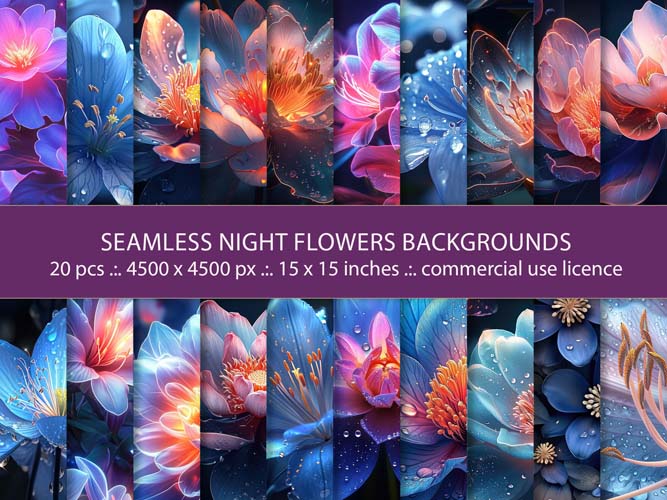 SEAMLESS NIGHT FLOWERS BACKGROUNDS
20 pcs .:. 4500 x 4500 px .:. 15 x 15 inches .:. commercial use licence